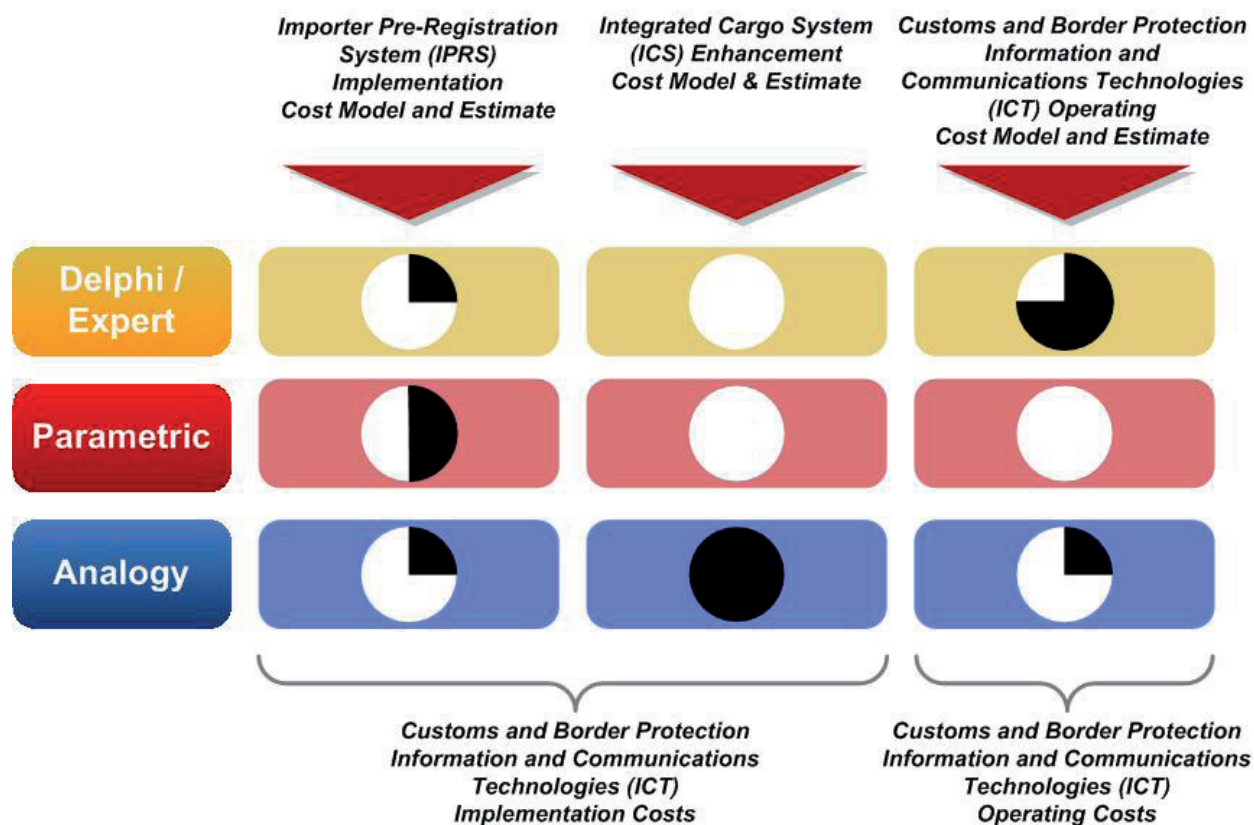 Importer Pre-Registration
System (IPRS)
Implementation
Cost Model and Estimate
Integrated Cargo System
(ICS) Enhancement
Cost Model & Estimate
Customs and Border Protection
Information and
Communications Technologies
(ICT) Operating
Cost Model and Estimate
Delphi /
Expert
Parametric
Analogy
Customs and Border Protection
Information and Communications
Technologies (ICT)
Implementation Costs
Customs and Border Protection
Information and Communications
Technologies (ICT)
Operating Costs